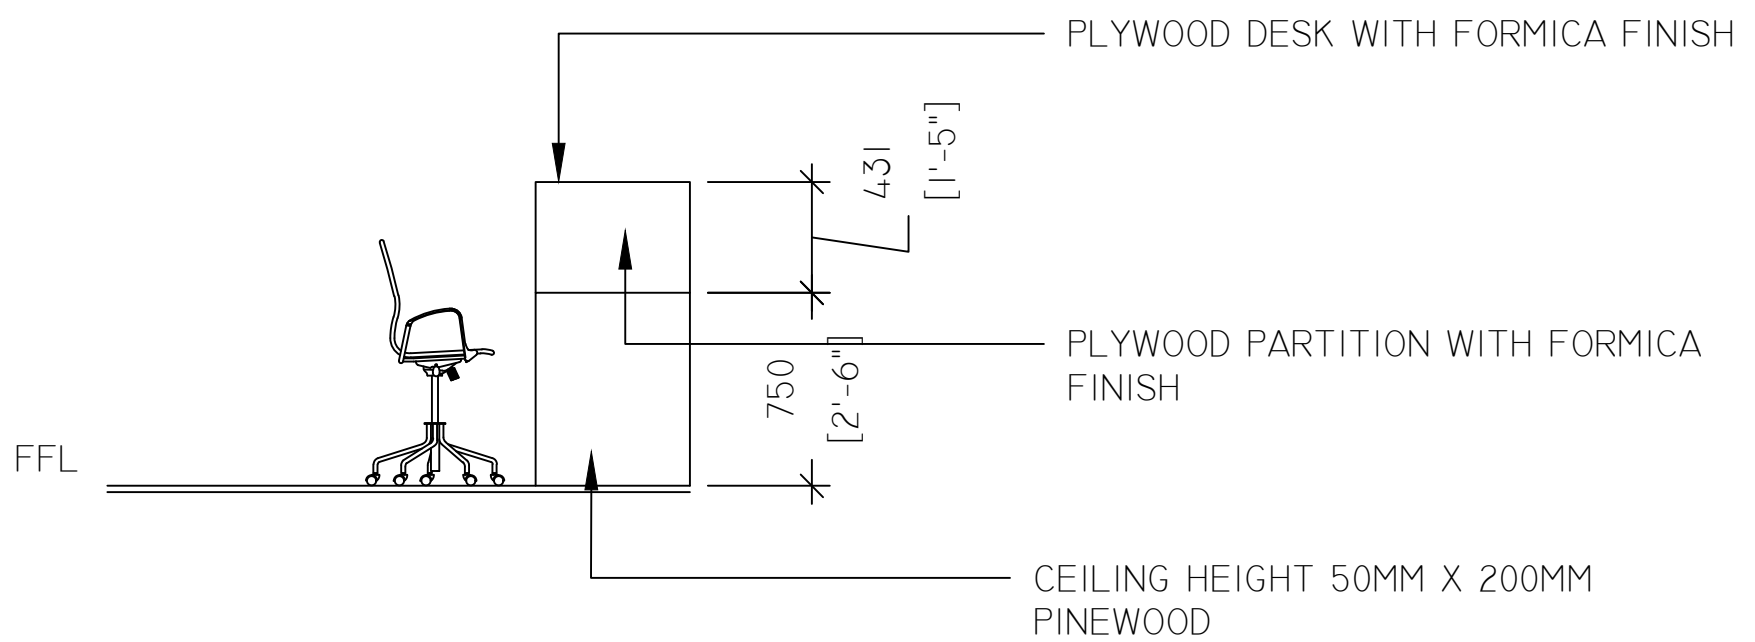 PLYWOOD DESK WITH FORMICA FINISH
431
[1'-5"]
PLYWOOD PARTITION WITH FORMICA
FINISH
750
[2'-6"]
FFL
CEILING HEIGHT 50MM X 200MM
PINEWOOD